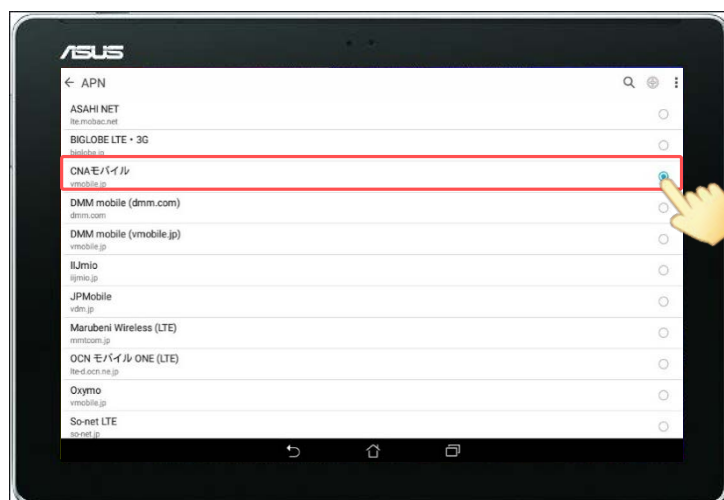 ASUS
APN
ASAHI NET
lte.mobac.net
BIGLOBE LTE・3G
biglobe.jp
CNAモバイル
vmobile.jp
DMM mobile (dmm.com)
dmm.com
DMM mobile (vmobile.jp)
vmobile.jp
IIJmio
iijmio.jp
JPMobile
vdm.jp
Marubeni Wireless (LTE)
mmtcom.jp
OCN モバイル ONE (LTE)
lte-d.ocn.ne.jp
Oxymo
vmobile.jp
So-net LTE
so-net.jp